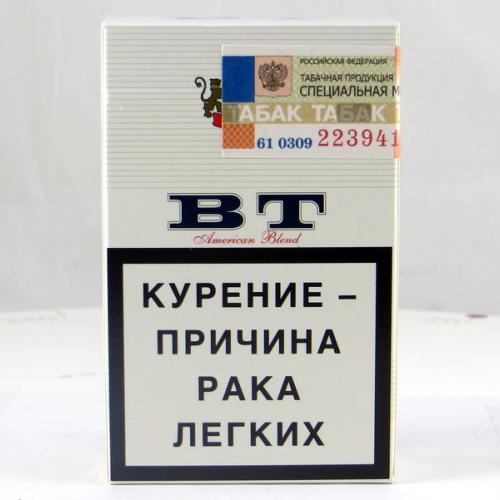 РОССИЙСКАЯ ФЕДЕРАЦИЯ
ТАБАЧНАЯ ПРОДУКЦИЯ
СПЕЦИАЛЬНАЯ М
ТАБАК ТАБАК
61 0309 223941
BT
American Blend
КУРЕНИЕ –
ПРИЧИНА
РАКА
ЛЕГКИХ